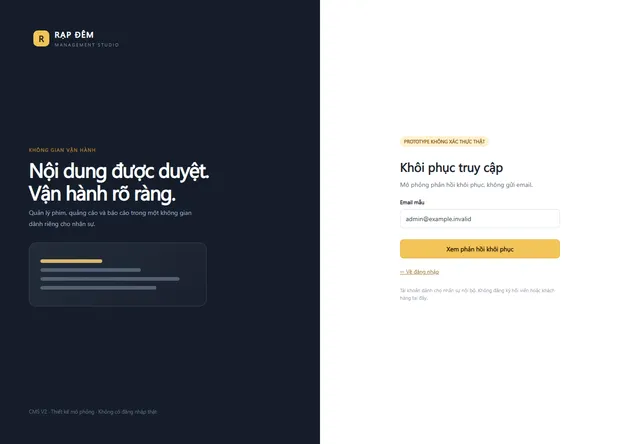 R
RẠP ĐÊM
MANAGEMENT STUDIO
KHÔNG GIAN VẬN HÀNH
Nội dung được duyệt.
Vận hành rõ ràng.
Quản lý phim, quảng cáo và báo cáo trong một không gian
dành riêng cho nhân sự.
CMS V2 · Thiết kế mô phỏng · Không có đăng nhập thật
PROTOTYPE KHÔNG XÁC THỰC THẬT
Khôi phục truy cập
Mô phỏng phản hồi khôi phục, không gửi email.
Email mẫu
admin@example.invalid
Xem phản hồi khôi phục
← Về đăng nhập
Tài khoản dành cho nhân sự nội bộ. Không đăng ký hội viên hoặc khách
hàng tại đây.